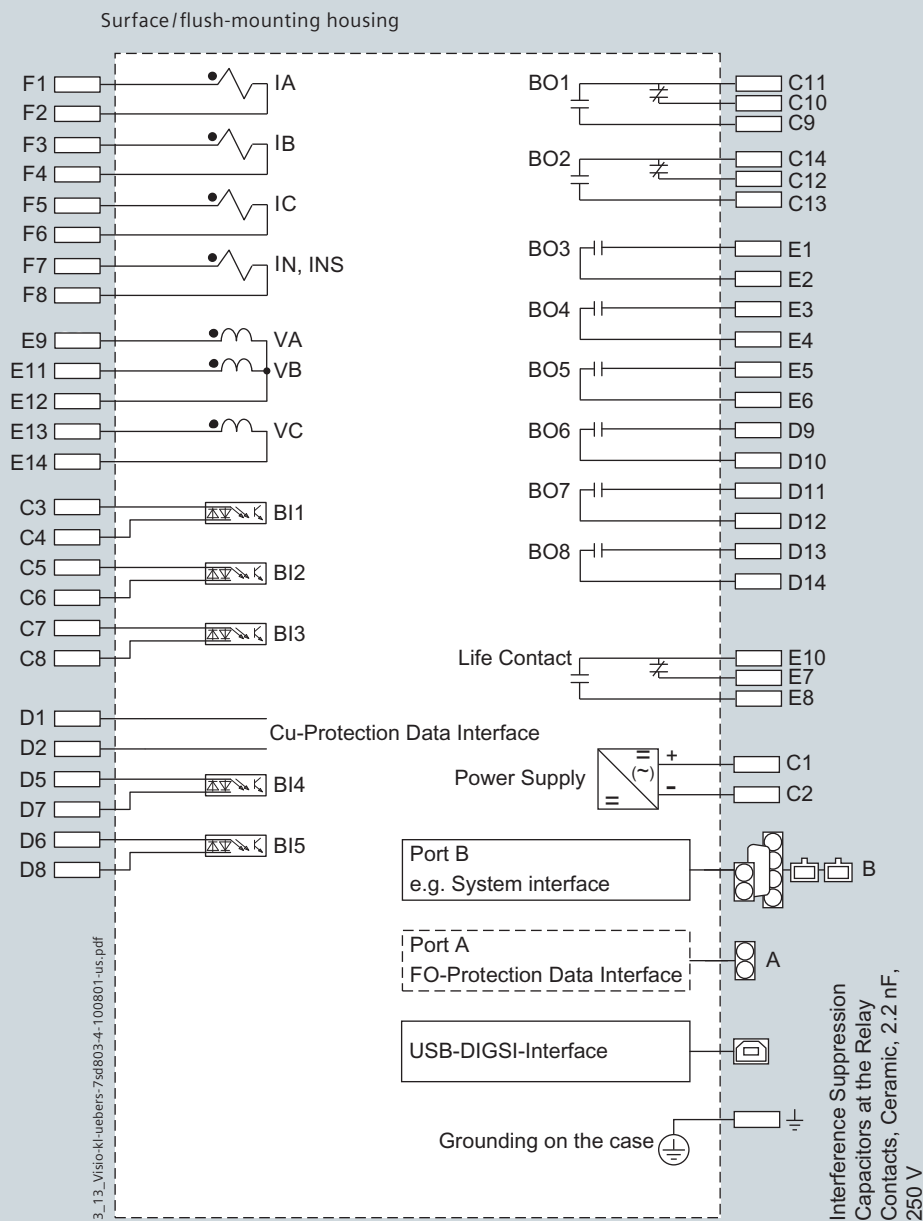 Surface/flush-mounting housing
F1 IA BO1 C11
F2 C10
C9
F3 IB
F4 BO2 C14
C12
F5 IC C13
F6
F7 IN, INS BO3 E1
F8 E2
BO4 E3
E9 VA E4
E11 VB BO5 E5
E12 E6
E13 VC BO6 D9
E14 D10
BO7 D11
C3 BI1 D12
C4
C5 BI2 BO8 D13
C6 D14
C7 BI3
C8 Life Contact E10
E7
E8
D1
Cu-Protection Data Interface
D2
D5 BI4 Power Supply = (~) = + - C1
D7 C2
D6 BI5
D8
Port B
e.g. System interface
B
Port A
FO-Protection Data Interface
A
USB-DIGSI-Interface
Grounding on the case
3_13_Visio-kl-uebers-7sd803-4-100801-us.pdf
Interference Suppression
Capacitors at the Relay
Contacts, Ceramic, 2.2 nF,
250 V